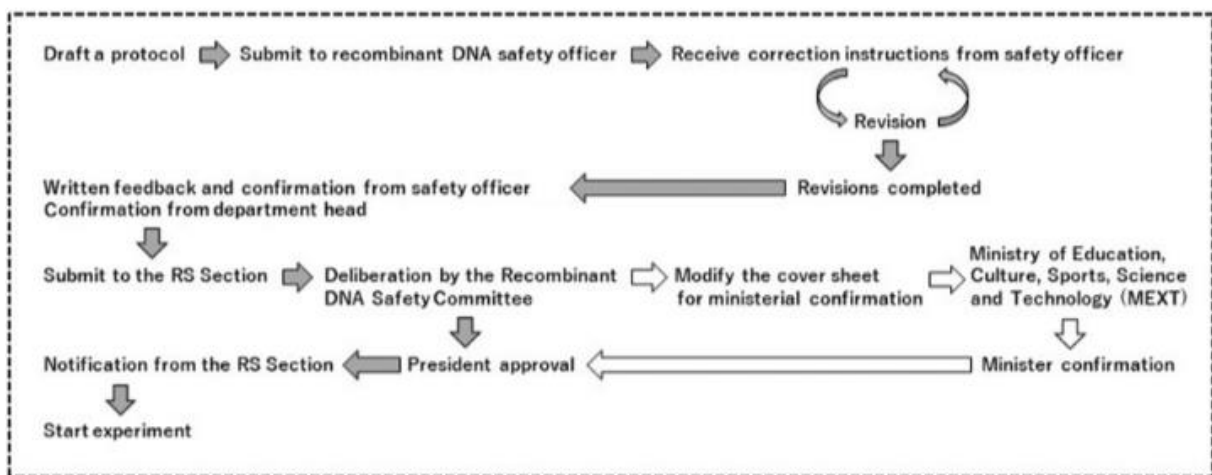 Draft a protocol
Submit to recombinant DNA safety officer
Receive correction instructions from safety officer
Revision
Revisions completed
Written feedback and confirmation from safety officer
Confirmation from department head
Submit to the RS Section
Deliberation by the Recombinant
DNA Safety Committee
Modify the cover sheet
for ministerial confirmation
Ministry of Education,
Culture, Sports, Science
and Technology (MEXT)
Minister confirmation
President approval
Notification from the RS Section
Start experiment